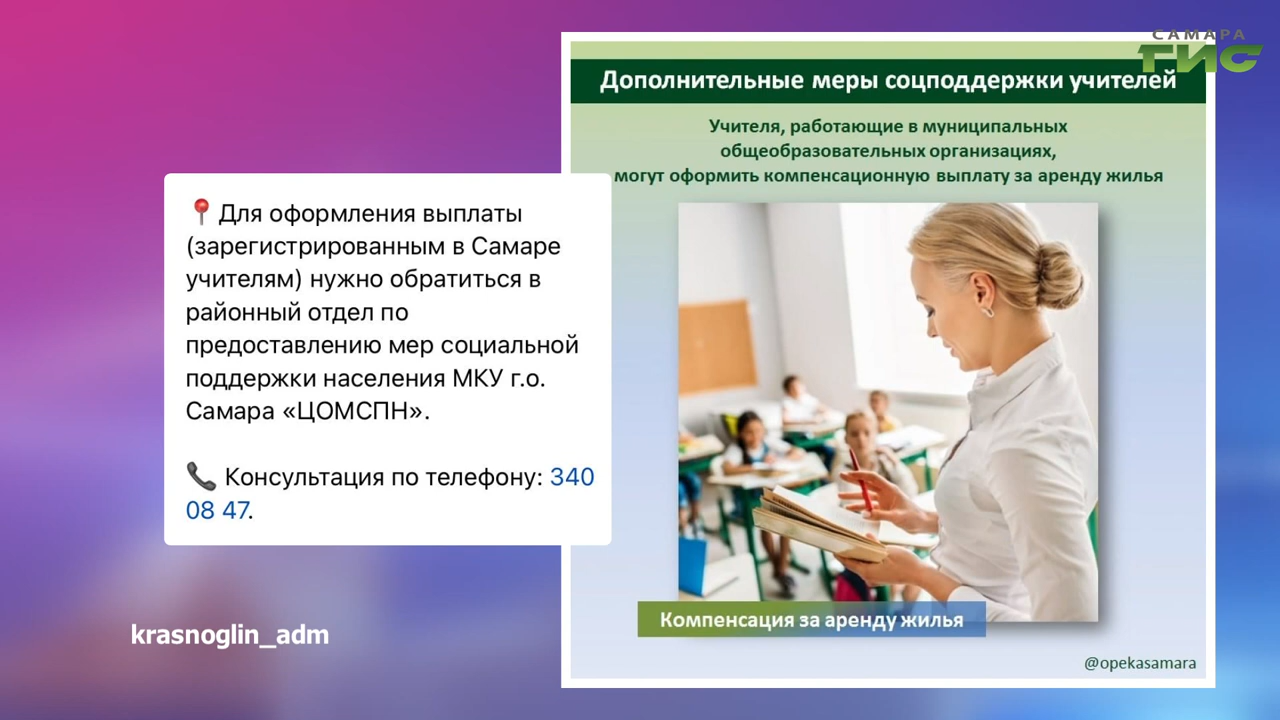 САМАРА
ГИС
Дополнительные меры соцподдержки учителей
Учителя, работающие в муниципальных
общеобразовательных организациях,
могут оформить компенсационную выплату за аренду жилья
📍Для оформления выплаты
(зарегистрированным в Самаре
учителям) нужно обратиться в
районный отдел по
предоставлению мер социальной
поддержки населения МКУ г.о.
Самара «ЦОМСПН».
📞 Консультация по телефону: 340
08 47.
Компенсация за аренду жилья
krasnoglin_adm
@opekasamara